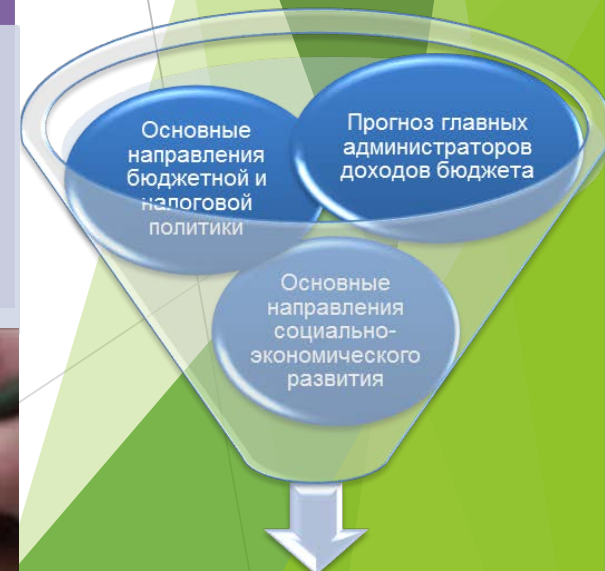 Основные
направления
бюджетной и
налоговой
политики
Прогноз главных
администраторов
доходов бюджета
Основные
направления
социально-
экономического
развития